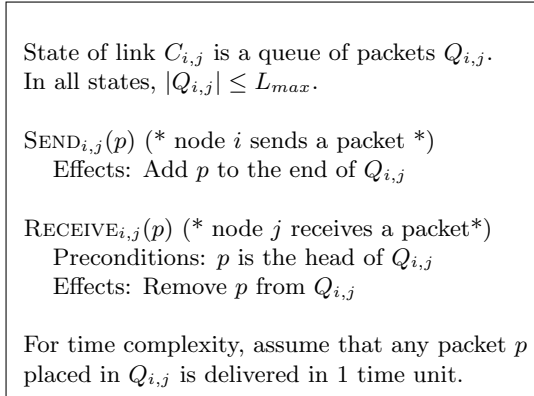 State of link C_{i,j} is a queue of packets Q_{i,j}.
In all states, |Q_{i,j}| ≤ L_{max}.
SEND_{i,j}(p) (* node i sends a packet *)
Effects: Add p to the end of Q_{i,j}
RECEIVE_{i,j}(p) (* node j receives a packet*)
Preconditions: p is the head of Q_{i,j}
Effects: Remove p from Q_{i,j}
For time complexity, assume that any packet p
placed in Q_{i,j} is delivered in 1 time unit.